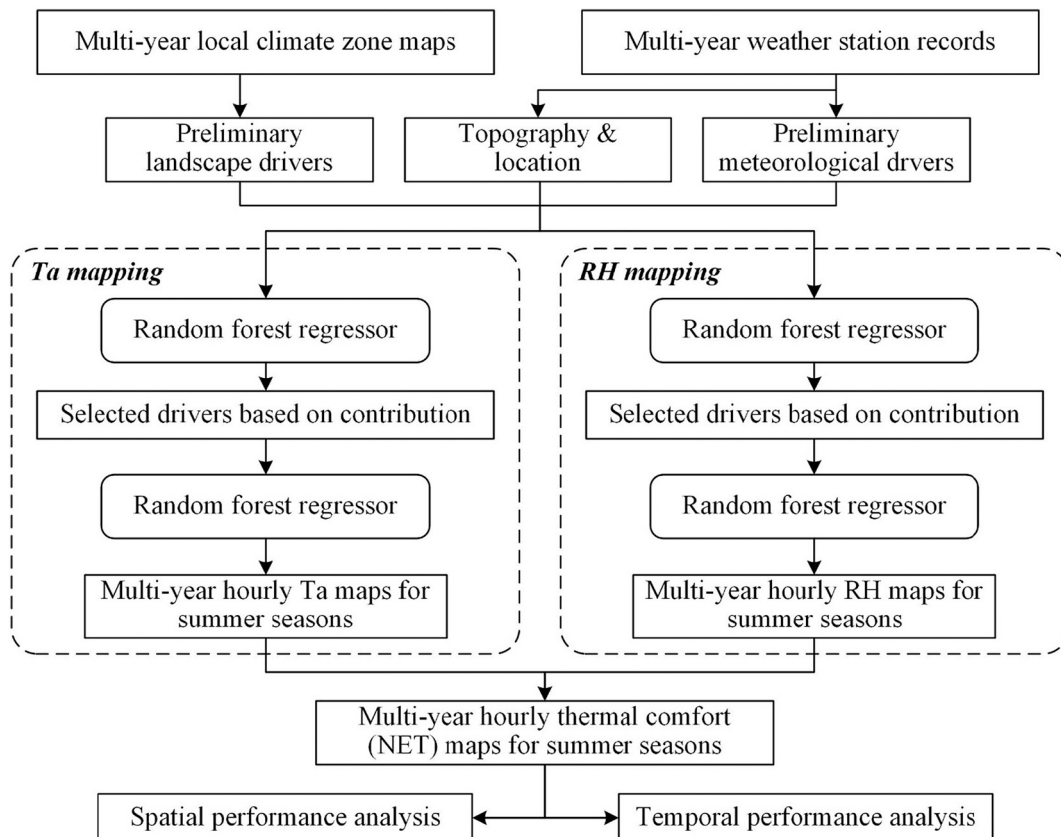 Multi-year local climate zone maps
Multi-year weather station records
Preliminary
landscape drivers
Topography &
location
Preliminary
meteorological drvers
Ta mapping
Random forest regressor
Selected drivers based on contribution
Random forest regressor
Multi-year hourly Ta maps for
summer seasons
RH mapping
Random forest regressor
Selected drivers based on contribution
Random forest regressor
Multi-year hourly RH maps for
summer seasons
Multi-year hourly thermal comfort
(NET) maps for summer seasons
Spatial performance analysis
Temporal performance analysis